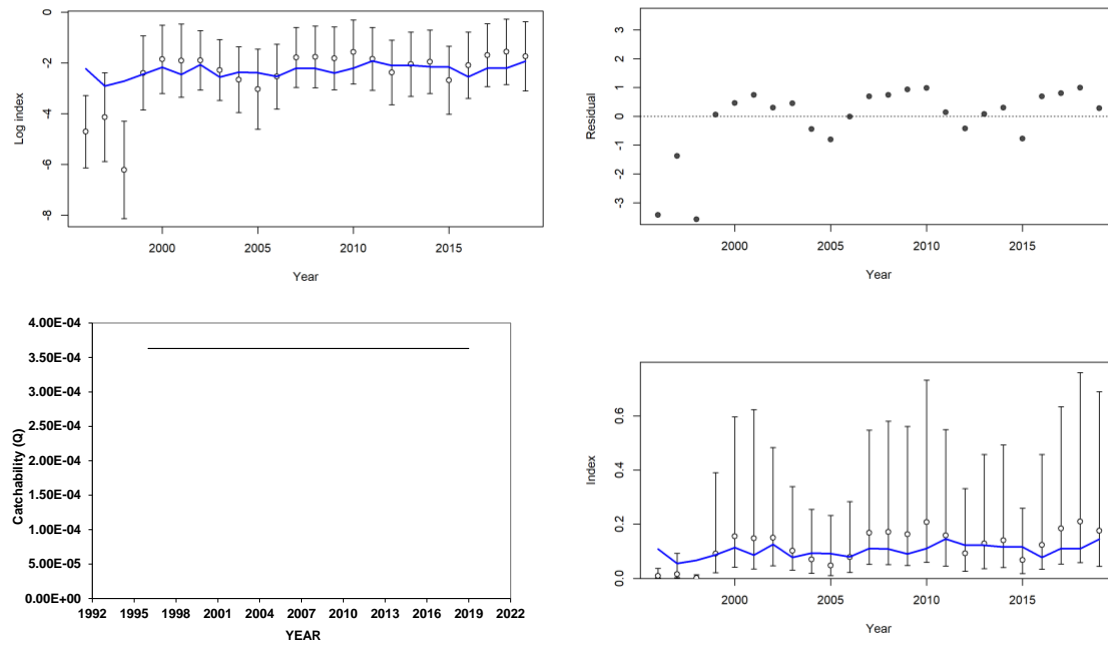 0
-2
-4
-6
-8
Log index
2000
2005
2010
2015
Year
3
2
1
0
-1
-2
-3
Residual
2000
2005
2010
2015
Year
4.00E-04
3.50E-04
3.00E-04
2.50E-04
2.00E-04
1.50E-04
1.00E-04
5.00E-05
0.00E+00
Catchability (Q)
1992 1995 1998 2001 2004 2007 2010 2013 2016 2019 2022
YEAR
0.6
0.4
0.2
0.0
Index
2000
2005
2010
2015
Year